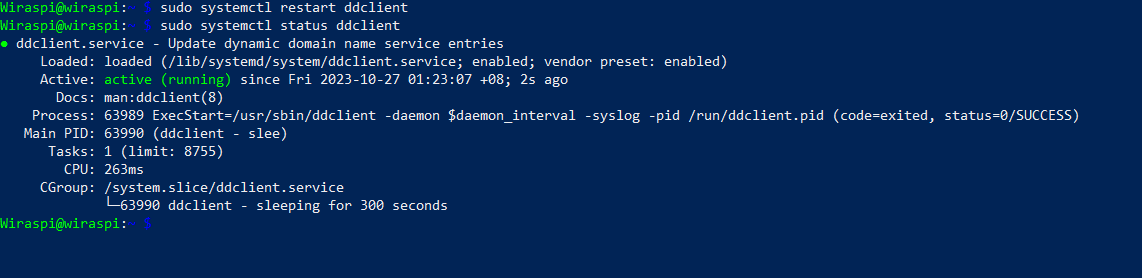 Wiraspi@wiraspi:~ $ sudo systemctl restart ddclient
Wiraspi@wiraspi:~ $ sudo systemctl status ddclient
● ddclient.service - Update dynamic domain name service entries
Loaded: loaded (/lib/systemd/system/ddclient.service; enabled; vendor preset: enabled)
Active: active (running) since Fri 2023-10-27 01:23:07 +08; 2s ago
Docs: man:ddclient(8)
Process: 63989 ExecStart=/usr/sbin/ddclient -daemon $daemon_interval -syslog -pid /run/ddclient.pid (code=exited, status=0/SUCCESS)
Main PID: 63990 (ddclient - slee)
Tasks: 1 (limit: 8755)
CPU: 263ms
CGroup: /system.slice/ddclient.service
└─63990 ddclient - sleeping for 300 seconds
Wiraspi@wiraspi:~ $